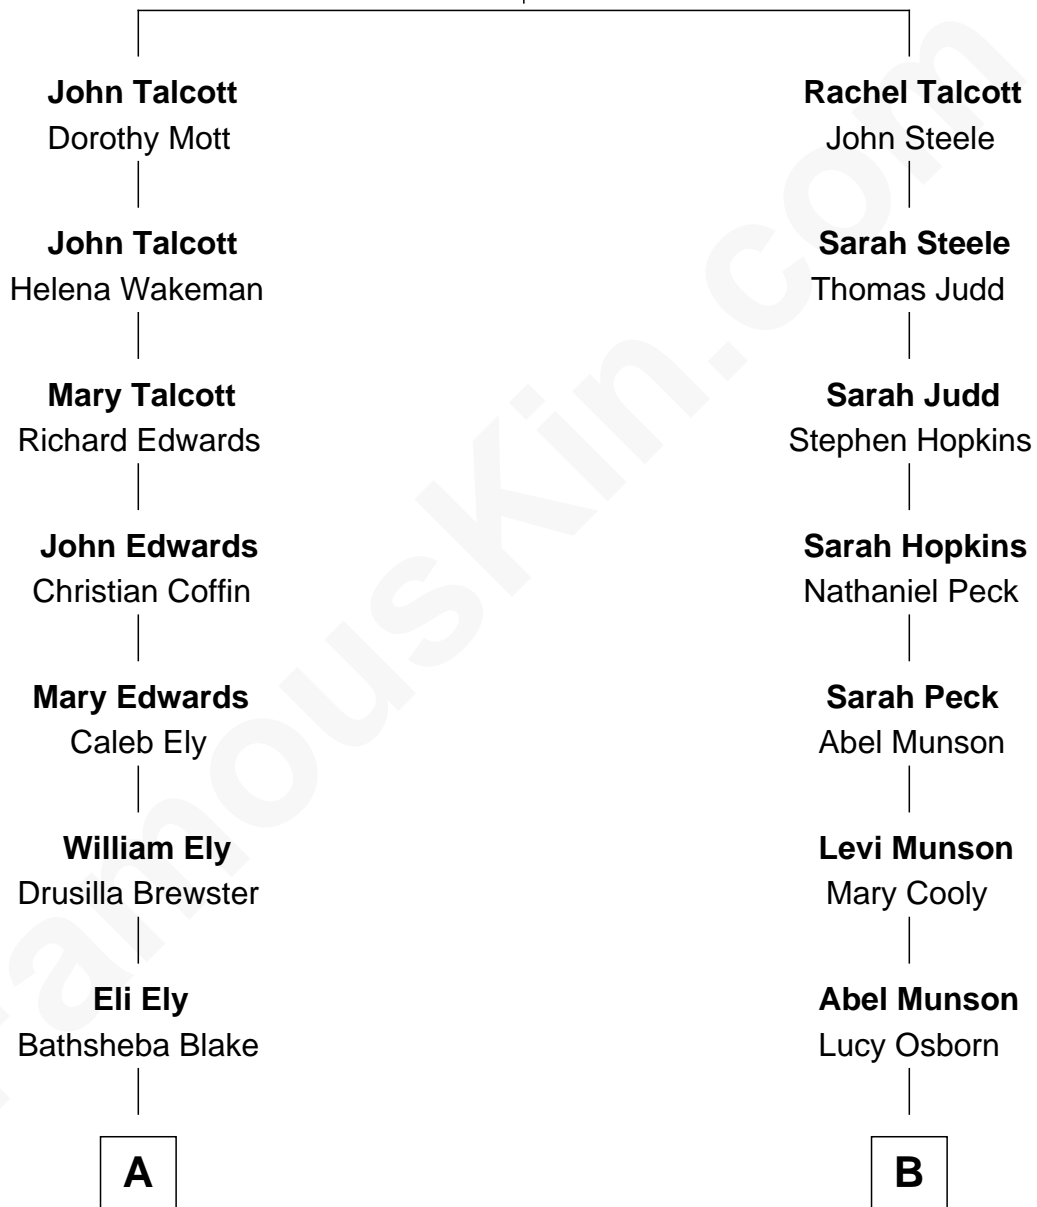 John Talcott
Dorothy Mott
John Talcott
Helena Wakeman
Mary Talcott
Richard Edwards
John Edwards
Christian Coffin
Mary Edwards
Caleb Ely
William Ely
Drusilla Brewster
Eli Ely
Bathsheba Blake
A
Rachel Talcott
John Steele
Sarah Steele
Thomas Judd
Sarah Judd
Stephen Hopkins
Sarah Hopkins
Nathaniel Peck
Sarah Peck
Abel Munson
Levi Munson
Mary Cooly
Abel Munson
Lucy Osborn
B
FamousKin.com